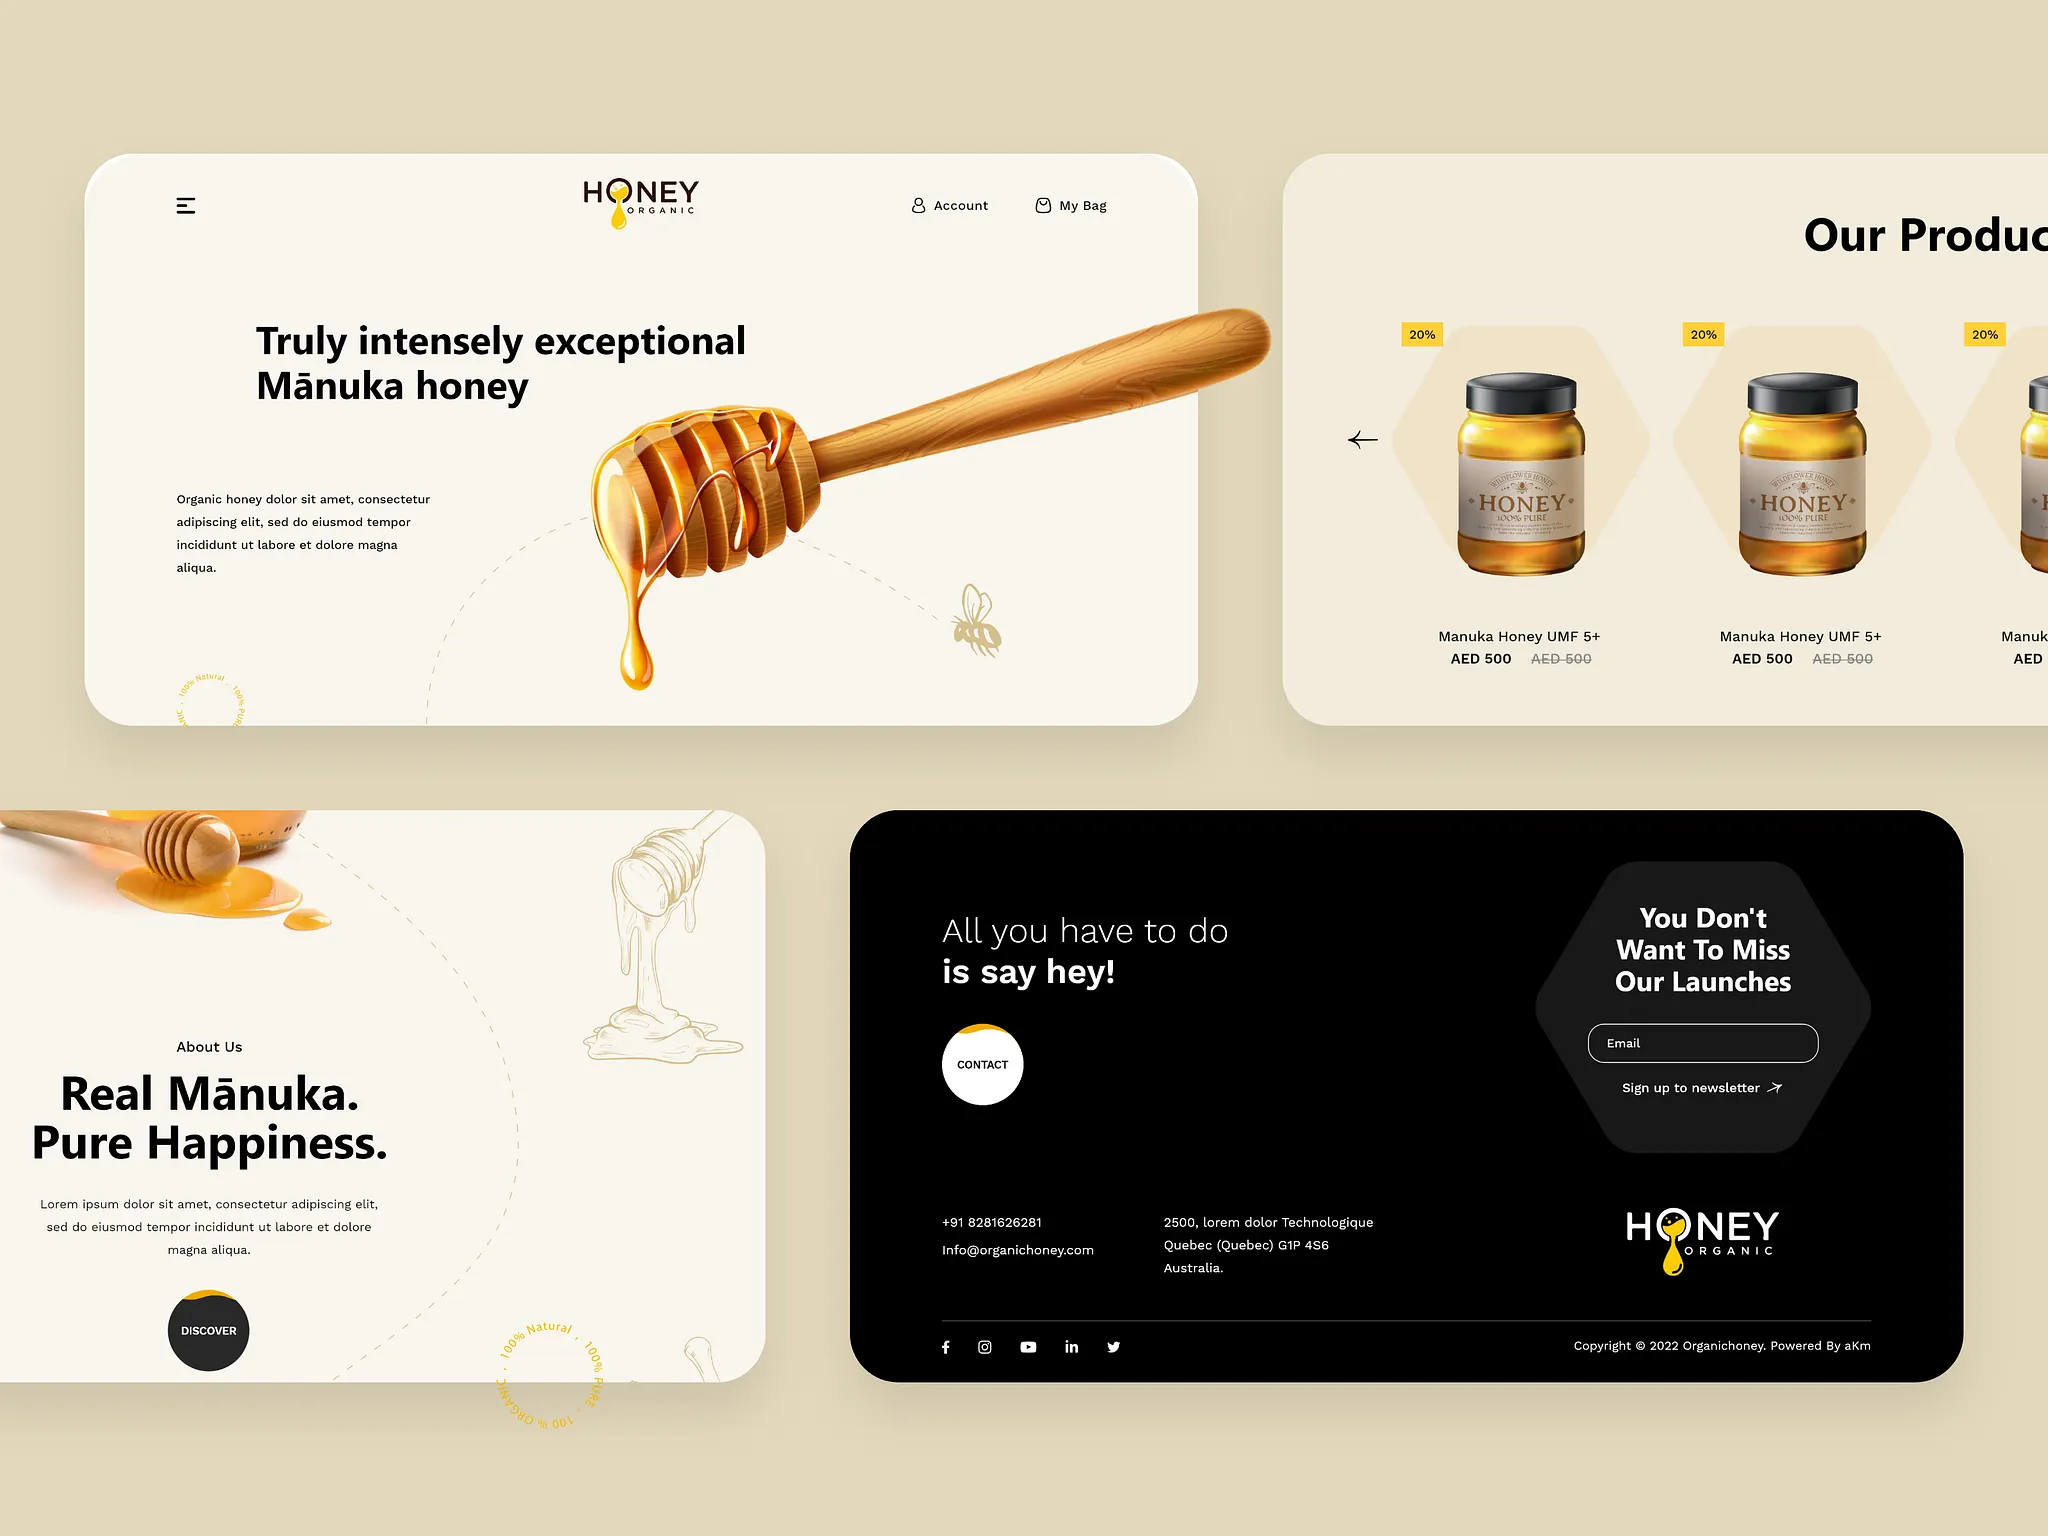 HONEY
ORGANIC
Account
My Bag
Truly intensely exceptional
Mānuka honey
Organic honey dolor sit amet, consectetur
adipiscing elit, sed do eiusmod tempor
incididunt ut labore et dolore magna
aliqua.
100% Natural , 100% PURE
Our Produc
20%
20%
20%
WILDFLOWER HONEY
HONEY
100% PURE
WILDFLOWER HONEY
HONEY
100% PURE
Manuka Honey UMF 5+
AED 500 AED 500
Manuka Honey UMF 5+
AED 500 AED 500
Manuk
AED
About Us
Real Mānuka.
Pure Happiness.
Lorem ipsum dolor sit amet, consectetur adipiscing elit,
sed do eiusmod tempor incididunt ut labore et dolore
magna aliqua.
DISCOVER
100% Natural , 100% PURE , 100 % ORGANIC ,
All you have to do
is say hey!
CONTACT
You Don't
Want To Miss
Our Launches
Email
Sign up to newsletter
+91 8281626281
Info@organichoney.com
2500, lorem dolor Technologique
Quebec (Quebec) G1P 4S6
Australia.
HONEY
ORGANIC
Copyright © 2022 Organichoney. Powered By aKm